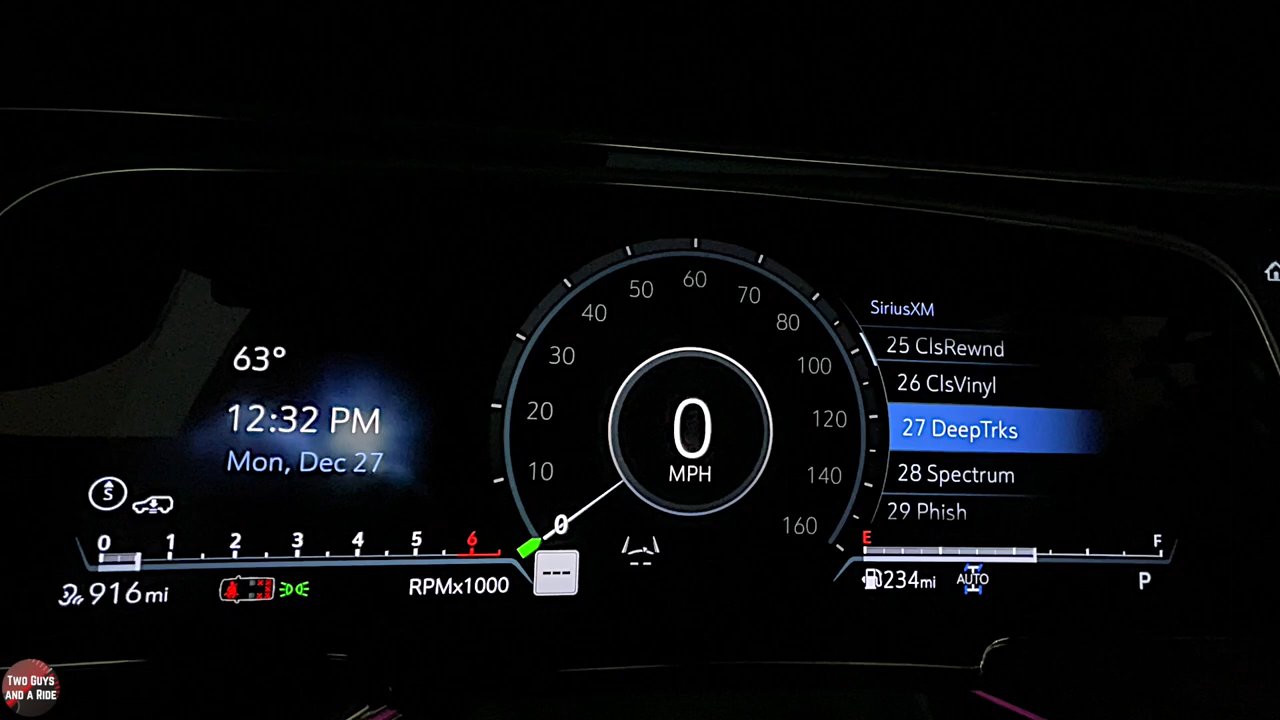 63°
12:32 PM
Mon, Dec 27
S
0 1 2 3 4 5 6
916 mi
RPMx1000
0
10
20
30
40
50
60
70
80
100
120
140
160
0
MPH
---
SiriusXM
25 ClsRewnd
26 ClsVinyl
27 DeepTrks
28 Spectrum
29 Phish
E F
234mi
AUTO
P
TWO GUYS
AND A RIDE